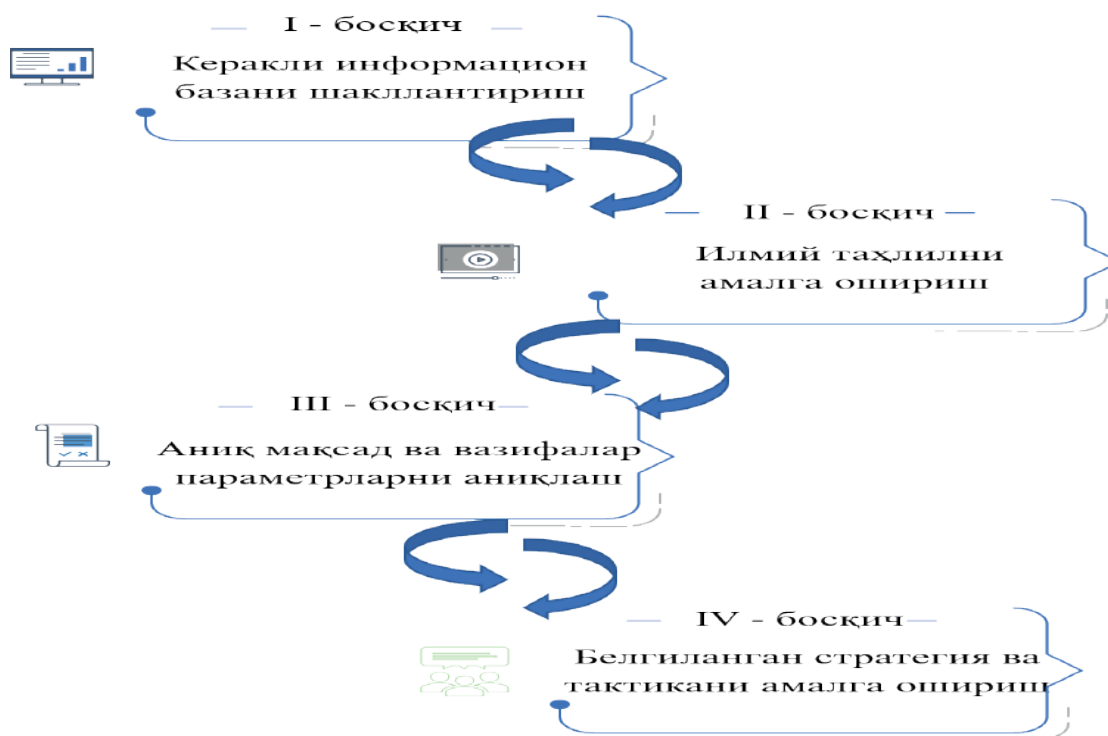 I - босқич
Керакли информацион
базани шакллантириш
II - босқич
Илмий таҳлилни
амалга ошириш
III - босқич
Аниқ мақсад ва вазифалар
параметрларни аниқлаш
IV - босқич
Белгиланган стратегия ва
тактикани амалга ошириш